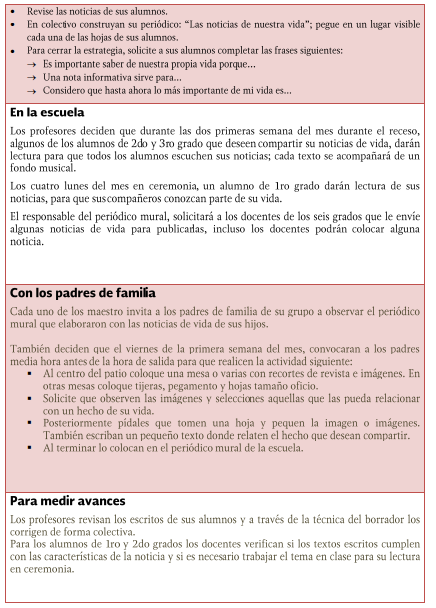 • Revise las noticias de sus alumnos.
• En colectivo construyan su periódico: “Las noticias de nuestra vida”; pegue en un lugar visible
cada una de las hojas de sus alumnos.
• Para cerrar la estrategia, solicite a sus alumnos completar las frases siguientes:
→ Es importante saber de nuestra propia vida porque…
→ Una nota informativa sirve para…
→ Considero que hasta ahora lo más importante de mi vida es…
En la escuela
Los profesores deciden que durante las dos primeras semana del mes durante el receso,
algunos de los alumnos de 2do y 3ro grado que deseen compartir su noticias de vida, darán
lectura para que todos los alumnos escuchen sus noticias; cada texto se acompañará de un
fondo musical.
Los cuatro lunes del mes en ceremonia, un alumno de 1ro grado darán lectura de sus
noticias, para que sus compañeros conozcan parte de su vida.
El responsable del periódico mural, solicitará a los docentes de los seis grados que le envíe
algunas noticias de vida para publicarlas, incluso los docentes podrán colocar alguna
noticia.
Con los padres de familia
Cada uno de los maestro invita a los padres de familia de su grupo a observar el periódico
mural que elaboraron con las noticias de vida de sus hijos.
También deciden que el viernes de la primera semana del mes, convocaran a los padres
media hora antes de la hora de salida para que realicen la actividad siguiente:
▪ Al centro del patio coloque una mesa o varias con recortes de revista e imágenes. En
otras mesas coloque tijeras, pegamento y hojas tamaño oficio.
▪ Solicite que observen las imágenes y selecciones aquellas que las pueda relacionar
con un hecho de su vida.
▪ Posteriormente pídales que tomen una hoja y pequen la imagen o imágenes.
También escriban un pequeño texto donde relaten el hecho que desean compartir.
▪ Al terminar lo colocan en el periódico mural de la escuela.
Para medir avances
Los profesores revisan los escritos de sus alumnos y a través de la técnica del borrador los
corrigen de forma colectiva.
Para los alumnos de 1ro y 2do grados los docentes verifican si los textos escritos cumplen
con las características de la noticia y si es necesario trabajar el tema en clase para su lectura
en ceremonia.